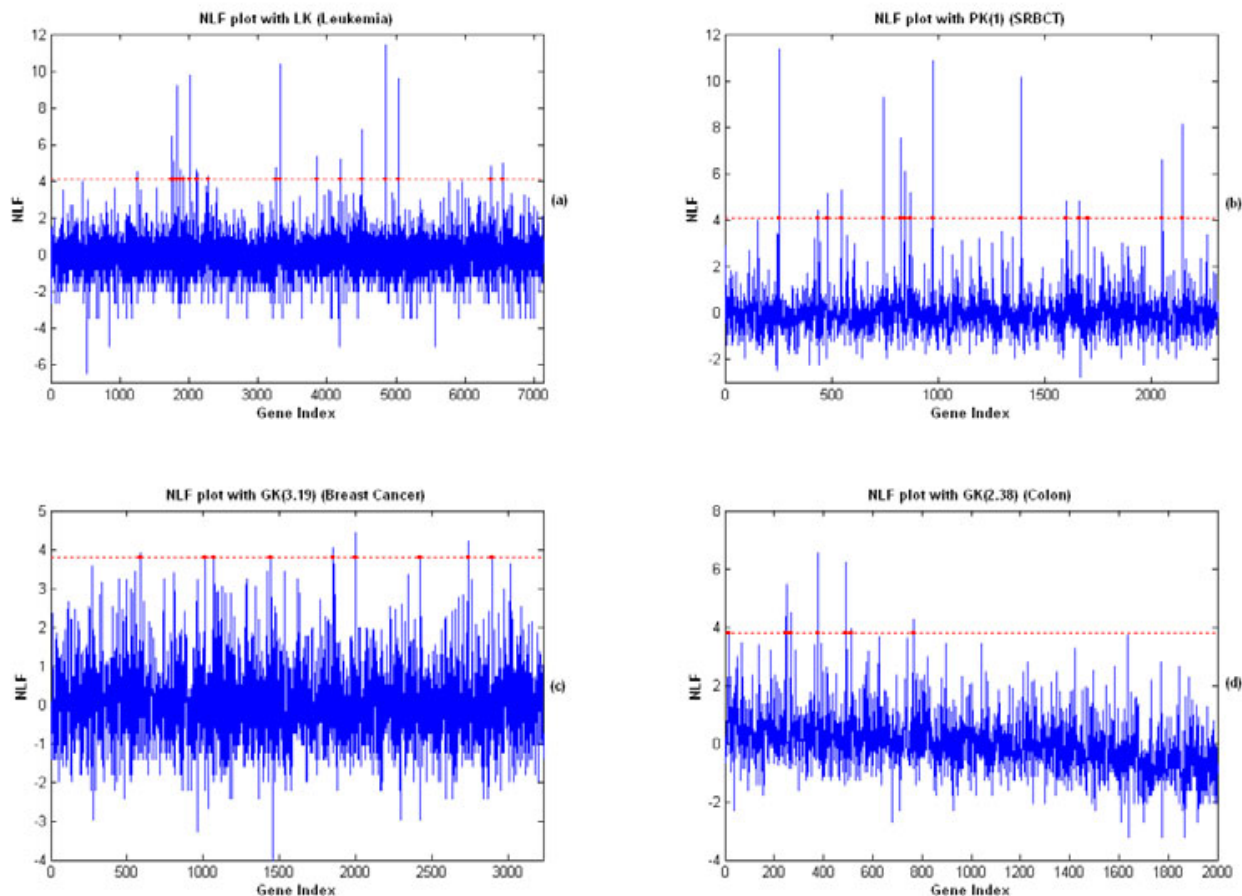 NLF plot with LK (Leukemia)
12
10
8
6
4
2
0
-2
-4
-6
NLF
0 1000 2000 3000 4000 5000 6000 7000
Gene Index
(a)
NLF plot with PK(1) (SRBCT)
12
10
8
6
4
2
0
-2
NLF
0 500 1000 1500 2000
Gene Index
(b)
NLF plot with GK(3.19) (Breast Cancer)
5
4
3
2
1
0
-1
-2
-3
-4
NLF
0 500 1000 1500 2000 2500 3000
Gene Index
(c)
NLF plot with GK(2.38) (Colon)
8
6
4
2
0
-2
-4
NLF
0 200 400 600 800 1000 1200 1400 1600 1800 2000
Gene Index
(d)